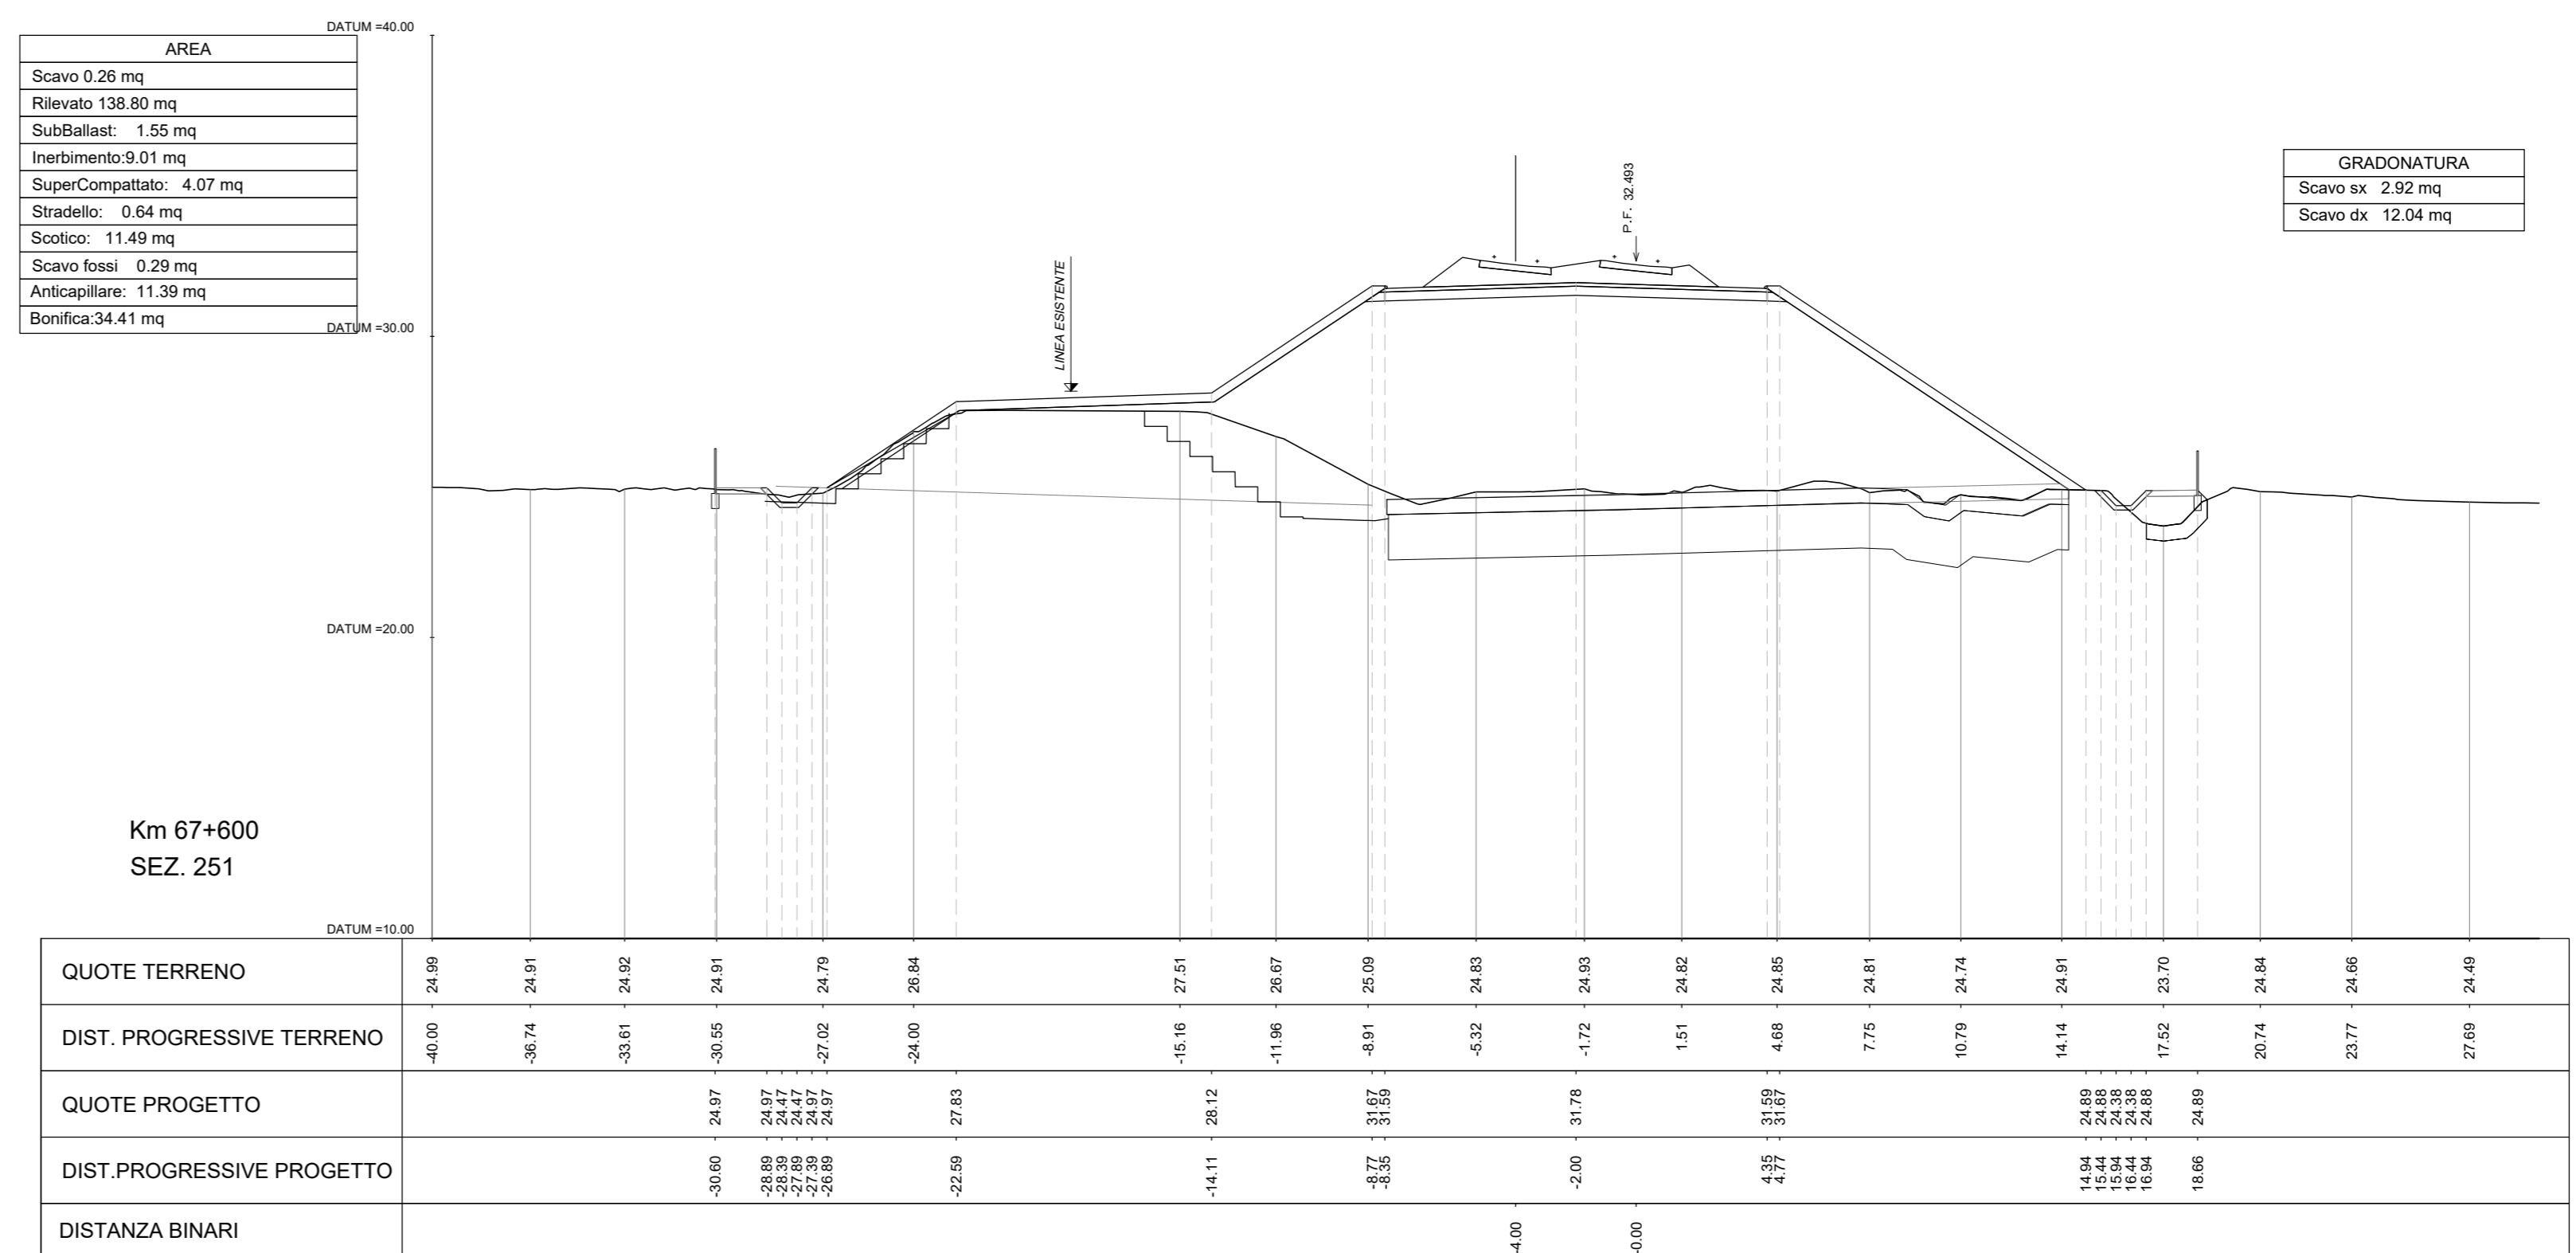 DATUM =40.00
AREA
Scavo 0.26 mq
Rilevato 138.80 mq
SubBallast: 1.55 mq
Inerbimento:9.01 mq
SuperCompattato: 4.07 mq
Stradello: 0.64 mq
Scotico: 11.49 mq
Scavo fossi 0.29 mq
Anticapillare: 11.39 mq
Bonifica:34.41 mq
DATUM =30.00
LINEA ESISTENTE
P.F. 32.493
GRADONATURA
Scavo sx 2.92 mq
Scavo dx 12.04 mq
DATUM =20.00
Km 67+600
SEZ. 251
DATUM =10.00
QUOTE TERRENO 24.99 24.91 24.92 24.91 24.79 26.84 27.51 26.67 25.09 24.83 24.93 24.82 24.85 24.81 24.74 24.91 23.70 24.84 24.66 24.49
DIST. PROGRESSIVE TERRENO -40.00 -36.74 -33.61 -30.55 -27.02 -24.00 -15.16 -11.96 -8.91 -5.32 -1.72 1.51 4.68 7.75 10.79 14.14 17.52 20.74 23.77 27.69
QUOTE PROGETTO 24.97 24.97 24.47 24.47 24.97 24.97 27.83 28.12 31.67 31.59 31.78 31.59 31.67 24.89 24.88 24.38 24.38 24.88 24.89
DIST.PROGRESSIVE PROGETTO -30.60 -28.89 -28.39 -27.89 -27.39 -26.89 -22.59 -14.11 -8.77 -8.35 -2.00 4.35 4.77 14.94 15.44 15.94 16.44 16.94 18.66
DISTANZA BINARI -4.00 -0.00